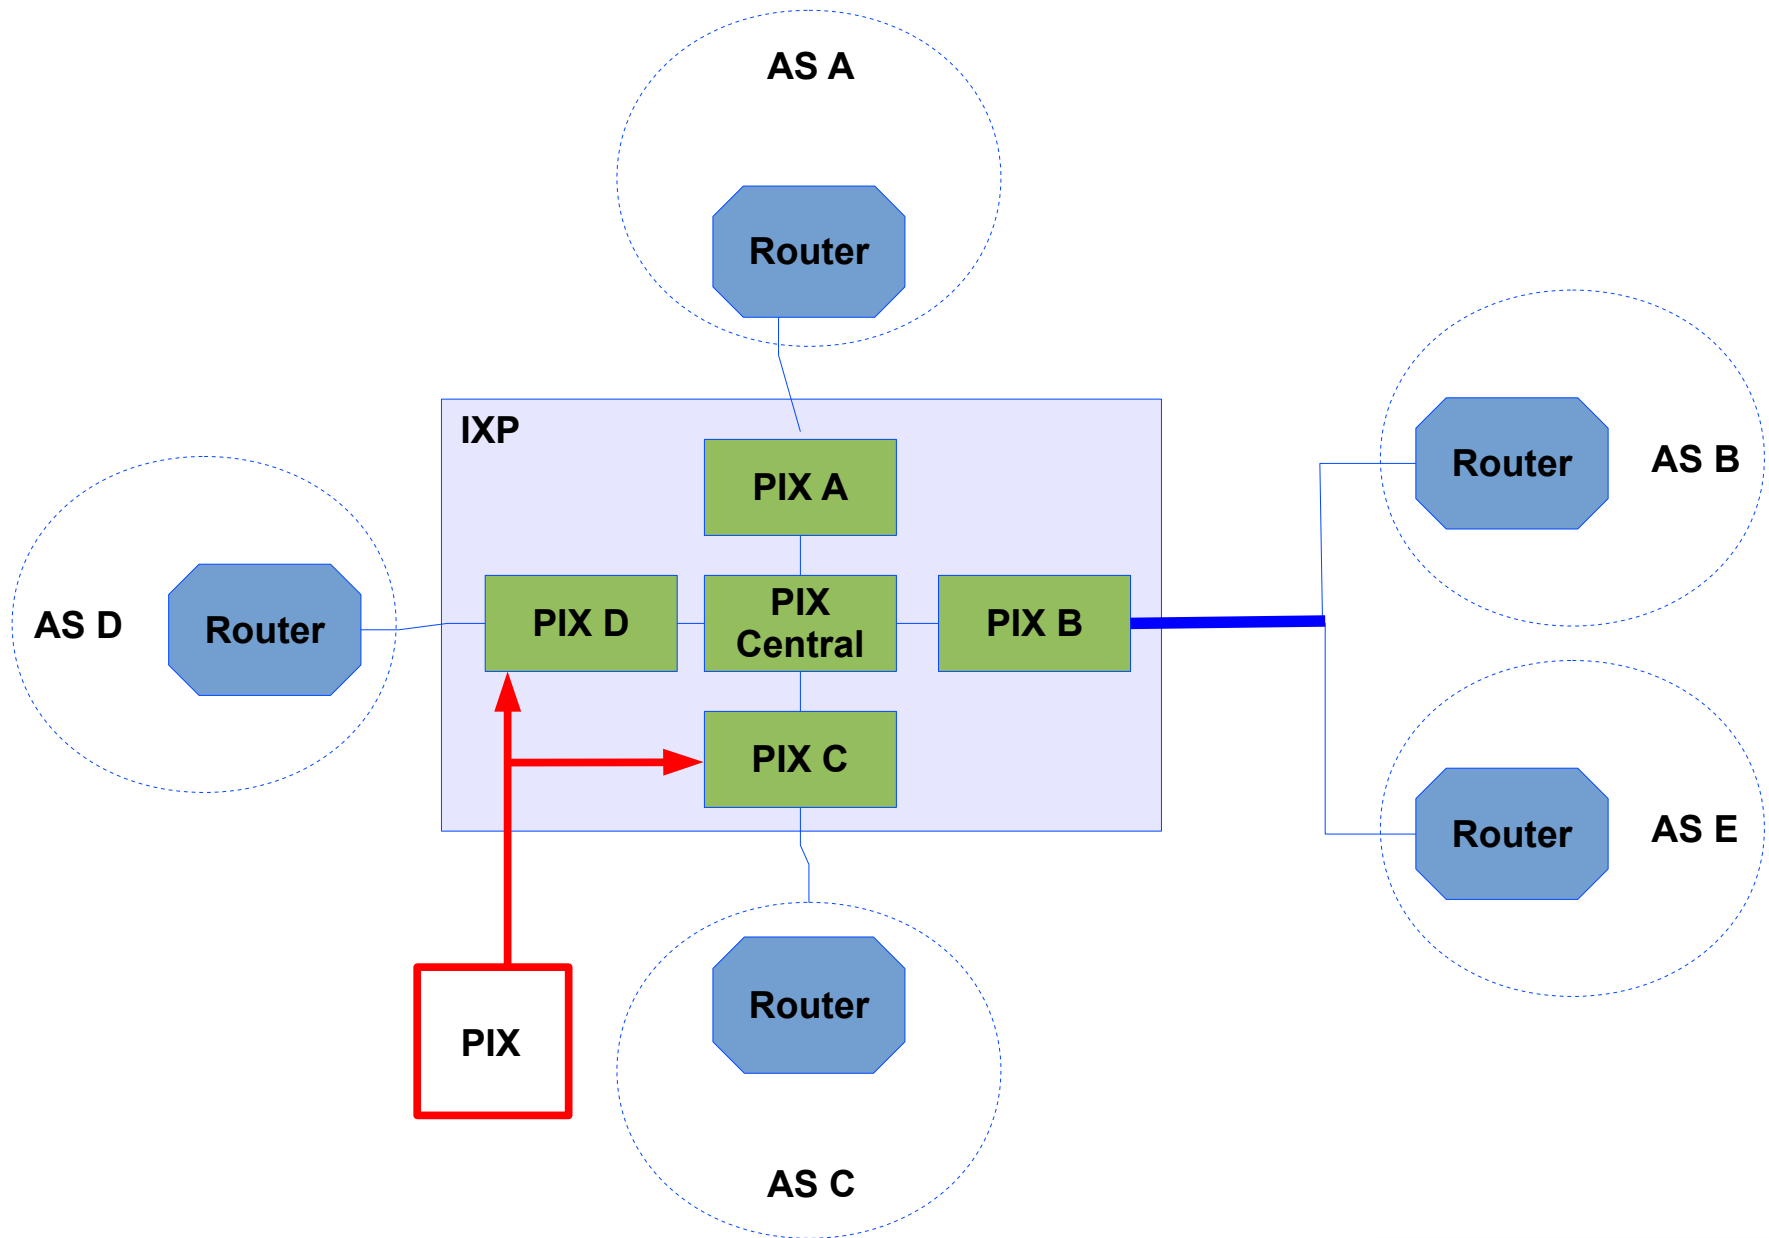 AS A
Router
IXP
PIX A
Router
AS B
AS D
Router
PIX D
PIX
Central
PIX B
PIX C
Router
AS E
Router
PIX
AS C